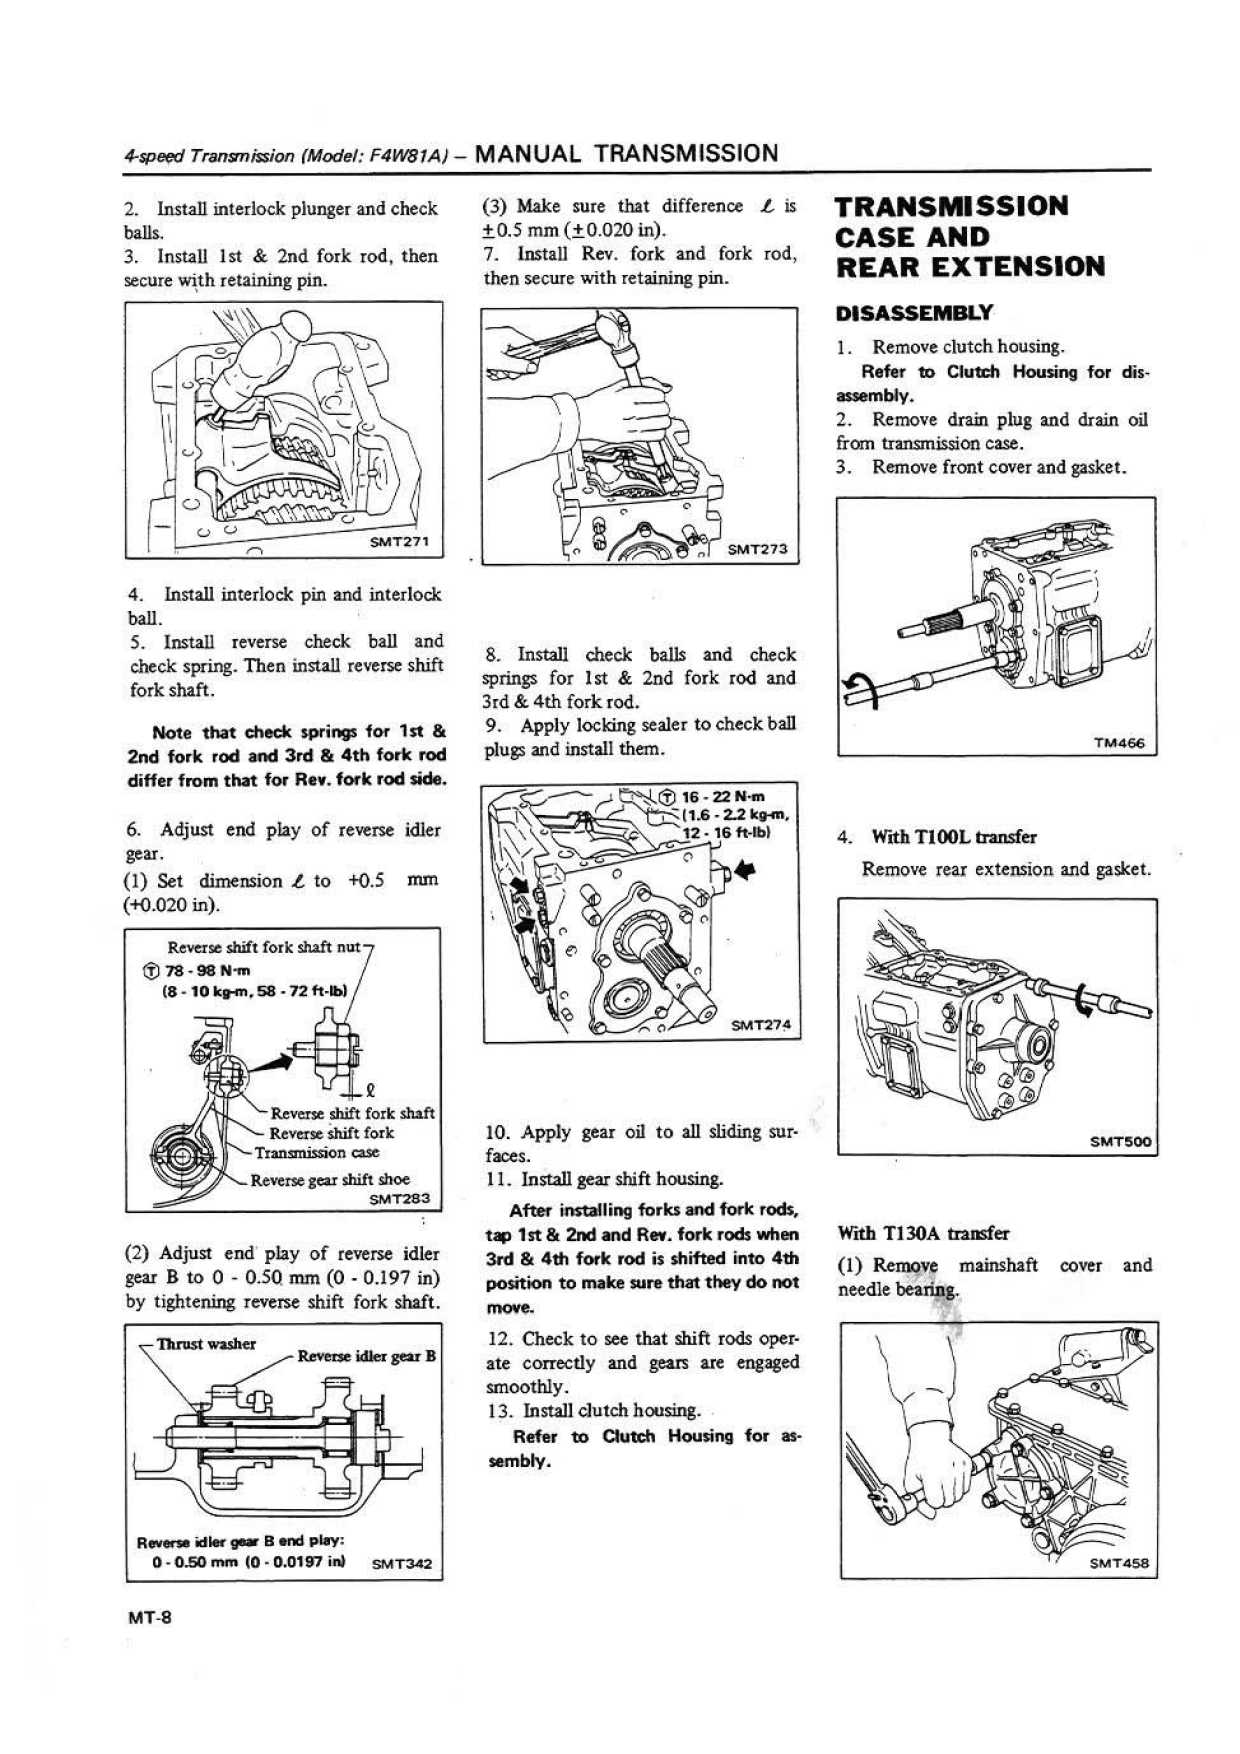 4-speed Transmission (Model: F4W81A) – MANUAL TRANSMISSION
2. Install interlock plunger and check
balls.
3. Install 1st & 2nd fork rod, then
secure with retaining pin.
SMT271
4. Install interlock pin and interlock
ball.
5. Install reverse check ball and
check spring. Then install reverse shift
fork shaft.
Note that check springs for 1st &
2nd fork rod and 3rd & 4th fork rod
differ from that for Rev. fork rod side.
6. Adjust end play of reverse idler
gear.
(1) Set dimension ℓ to +0.5 mm
(+0.020 in).
Reverse shift fork shaft nut
Ⓣ 78 - 98 N·m
(8 - 10 kg-m, 58 - 72 ft-lb)
ℓ
Reverse shift fork shaft
Reverse shift fork
Transmission case
Reverse gear shift shoe
SMT283
(2) Adjust end play of reverse idler
gear B to 0 - 0.50 mm (0 - 0.197 in)
by tightening reverse shift fork shaft.
Thrust washer
Reverse idler gear B
Reverse idler gear B end play:
0 - 0.50 mm (0 - 0.0197 in)
SMT342
MT-8
(3) Make sure that difference ℓ is
±0.5 mm (±0.020 in).
7. Install Rev. fork and fork rod,
then secure with retaining pin.
SMT273
8. Install check balls and check
springs for 1st & 2nd fork rod and
3rd & 4th fork rod.
9. Apply locking sealer to check ball
plugs and install them.
Ⓣ 16 - 22 N·m
(1.6 - 2.2 kg-m,
12 - 16 ft-lb)
SMT274
10. Apply gear oil to all sliding sur-
faces.
11. Install gear shift housing.
After installing forks and fork rods,
tap 1st & 2nd and Rev. fork rods when
3rd & 4th fork rod is shifted into 4th
position to make sure that they do not
move.
12. Check to see that shift rods oper-
ate correctly and gears are engaged
smoothly.
13. Install clutch housing.
Refer to Clutch Housing for as-
sembly.
TRANSMISSION
CASE AND
REAR EXTENSION
DISASSEMBLY
1. Remove clutch housing.
Refer to Clutch Housing for dis-
assembly.
2. Remove drain plug and drain oil
from transmission case.
3. Remove front cover and gasket.
TM466
4. With T100L transfer
Remove rear extension and gasket.
SMT500
With T130A transfer
(1) Remove mainshaft cover and
needle bearing.
SMT458